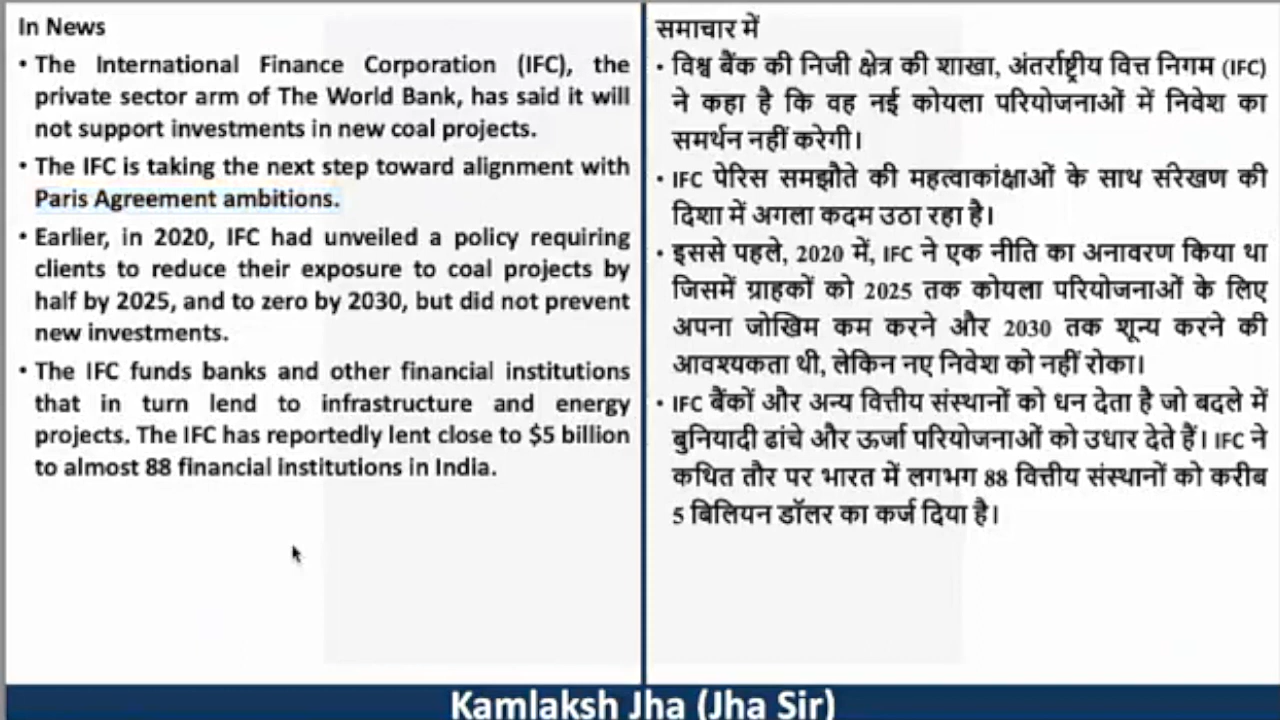 In News
• The International Finance Corporation (IFC), the
private sector arm of The World Bank, has said it will
not support investments in new coal projects.
• The IFC is taking the next step toward alignment with
Paris Agreement ambitions.
• Earlier, in 2020, IFC had unveiled a policy requiring
clients to reduce their exposure to coal projects by
half by 2025, and to zero by 2030, but did not prevent
new investments.
• The IFC funds banks and other financial institutions
that in turn lend to infrastructure and energy
projects. The IFC has reportedly lent close to $5 billion
to almost 88 financial institutions in India.
समाचार में
• विश्व बैंक की निजी क्षेत्र की शाखा, अंतर्राष्ट्रीय वित्त निगम (IFC)
ने कहा है कि वह नई कोयला परियोजनाओं में निवेश का
समर्थन नहीं करेगी।
• IFC पेरिस समझौते की महत्वाकांक्षाओं के साथ संरेखण की
दिशा में अगला कदम उठा रहा है।
• इससे पहले, 2020 में, IFC ने एक नीति का अनावरण किया था
जिसमें ग्राहकों को 2025 तक कोयला परियोजनाओं के लिए
अपना जोखिम कम करने और 2030 तक शून्य करने की
आवश्यकता थी, लेकिन नए निवेश को नहीं रोका।
• IFC बैंकों और अन्य वित्तीय संस्थानों को धन देता है जो बदले में
बुनियादी ढांचे और ऊर्जा परियोजनाओं को उधार देते हैं। IFC ने
कथित तौर पर भारत में लगभग 88 वित्तीय संस्थानों को करीब
5 बिलियन डॉलर का कर्ज दिया है।
Kamlaksh Jha (Jha Sir)